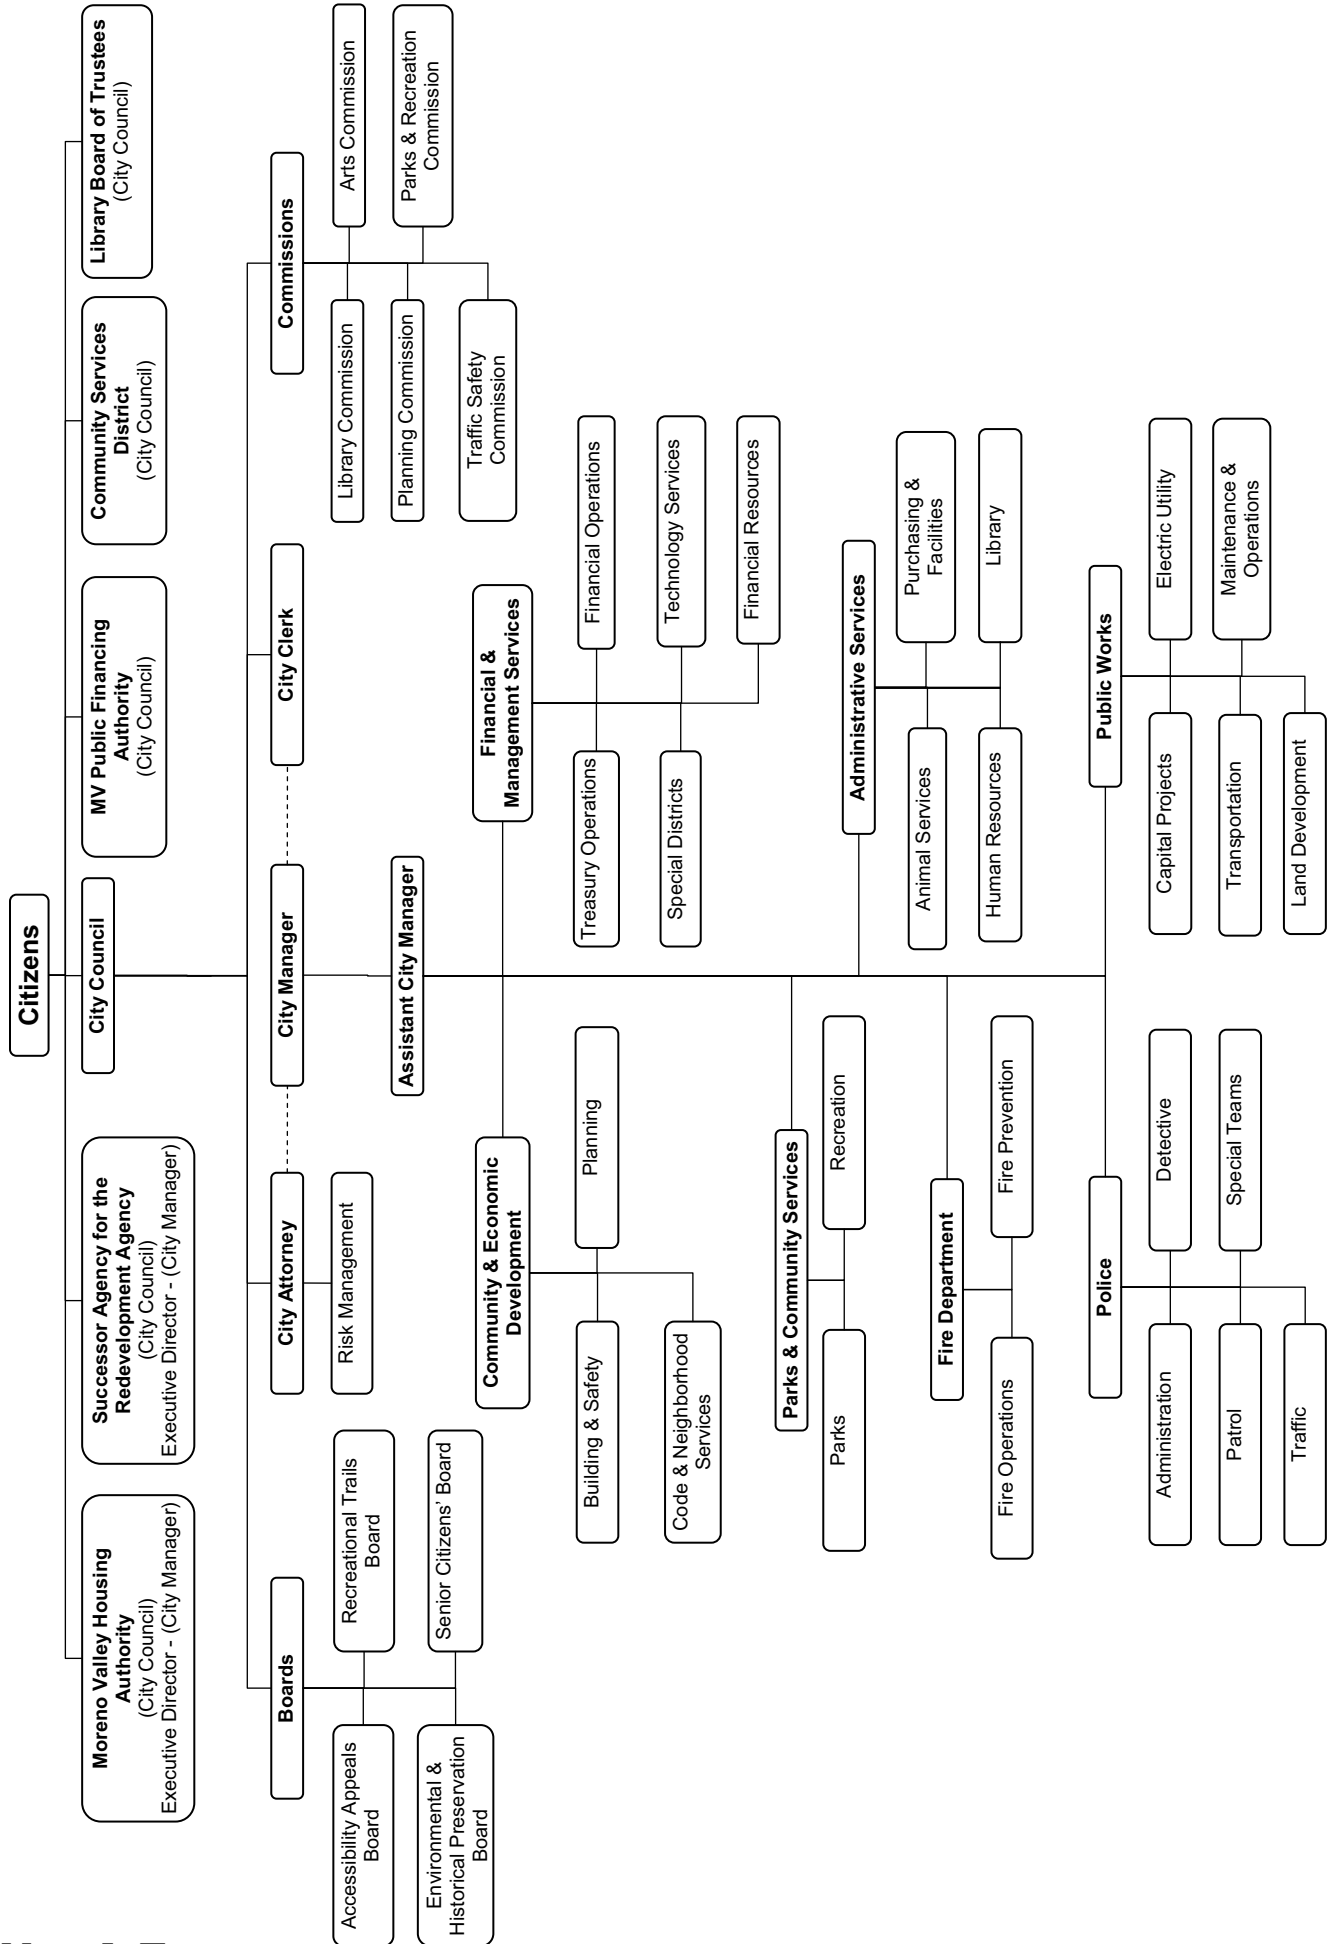 Citizens
Moreno Valley Housing
Authority
(City Council)
Executive Director - (City Manager)
Successor Agency for the
Redevelopment Agency
(City Council)
Executive Director - (City Manager)
City Council
MV Public Financing
Authority
(City Council)
Community Services
District
(City Council)
Library Board of Trustees
(City Council)
Boards
City Attorney
City Manager
City Clerk
Commissions
Accessibility Appeals
Board
Recreational Trails
Board
Environmental &
Historical Preservation
Board
Senior Citizens' Board
Risk Management
Library Commission
Arts Commission
Planning Commission
Parks & Recreation
Commission
Traffic Safety
Commission
Assistant City Manager
Community & Economic
Development
Building & Safety
Planning
Code & Neighborhood
Services
Financial &
Management Services
Treasury Operations
Financial Operations
Special Districts
Technology Services
Financial Resources
Parks & Community Services
Parks
Recreation
Administrative Services
Animal Services
Purchasing &
Facilities
Human Resources
Library
Fire Department
Fire Operations
Fire Prevention
Police
Administration
Detective
Patrol
Special Teams
Traffic
Public Works
Capital Projects
Electric Utility
Transportation
Maintenance &
Operations
Land Development